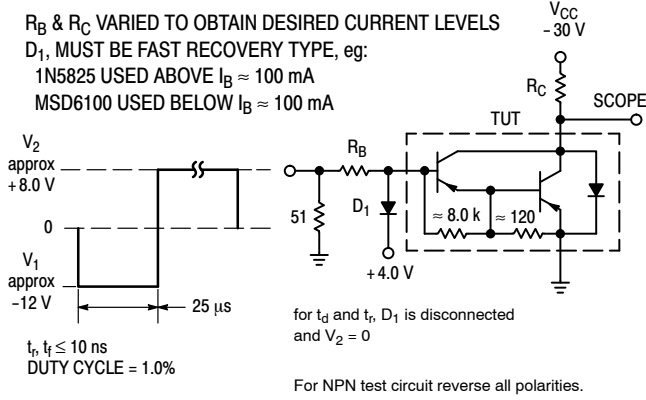 R_B & R_C VARIED TO OBTAIN DESIRED CURRENT LEVELS
D_1, MUST BE FAST RECOVERY TYPE, eg:
1N5825 USED ABOVE I_B ≈ 100 mA
MSD6100 USED BELOW I_B ≈ 100 mA
V_CC
- 30 V
R_C
SCOPE
TUT
V_2
approx
+8.0 V
0
V_1
approx
-12 V
25 μs
t_r, t_f ≤ 10 ns
DUTY CYCLE = 1.0%
R_B
51
D_1
+4.0 V
≈ 8.0 k
≈ 120
for t_d and t_r, D_1 is disconnected
and V_2 = 0
For NPN test circuit reverse all polarities.